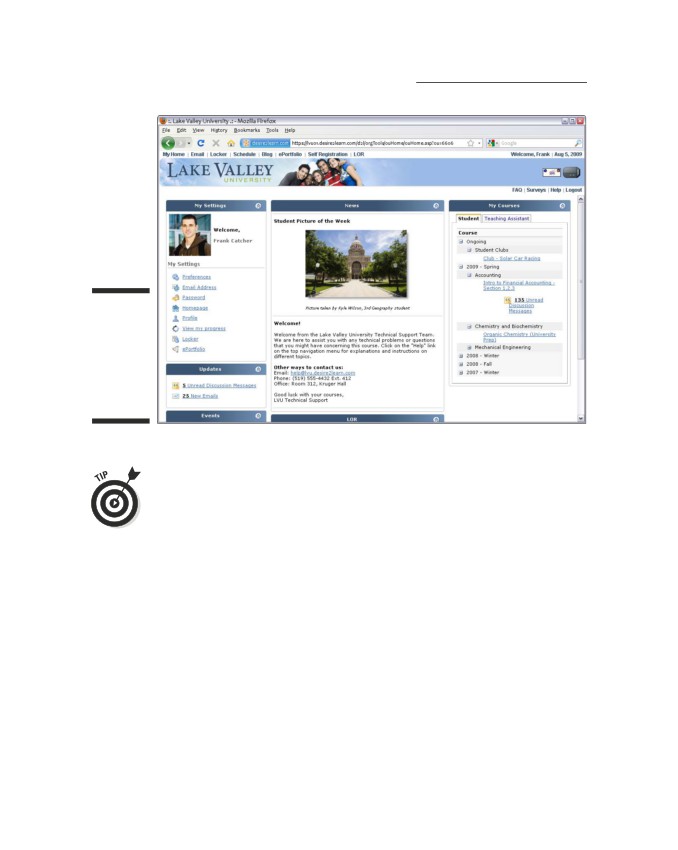 :. Lake Valley University .: - Mozilla Firefox
File Edit View History Bookmarks Tools Help
desire2learn.com
Google
My Home | Email | Locker | Schedule | Blog | ePortfolio | Self Registration | LOR
Welcome, Frank | Aug 5, 2009
LAKE VALLEY
UNIVERSITY
FAQ | Surveys | Help | Logout
My Settings
Welcome,
Frank Catcher
My Settings
Preferences
Email Address
Password
Homepage
Profile
View my progress
Locker
ePortfolio
Updates
5 Unread Discussion Messages
25 New Emails
Events
News
Student Picture of the Week
Picture taken by Kyle Wilson, 3rd Geography student
Welcome!
Welcome from the Lake Valley University Technical Support Team.
We are here to assist you with any technical problems or questions
that you might have concerning this course. Click on the "Help" link
on the top navigation menu for explanations and instructions on
different topics.
Other ways to contact us:
Email: help@lvu.desire2learn.com
Phone: (519) 555-4432 Ext. 412
Office: Room 312, Kruger Hall
Good luck with your courses,
LVU Technical Support
LOR
My Courses
Student Teaching Assistant
Course
Ongoing
Student Clubs
Club - Solar Car Racing
2009 - Spring
Accounting
Intro to Financial Accounting -
Section 1,2,3
135 Unread
Discussion
Messages
Chemistry and Biochemistry
Organic Chemistry (University
Prep)
Mechanical Engineering
2008 - Winter
2008 - Fall
2007 - Winter
TIP